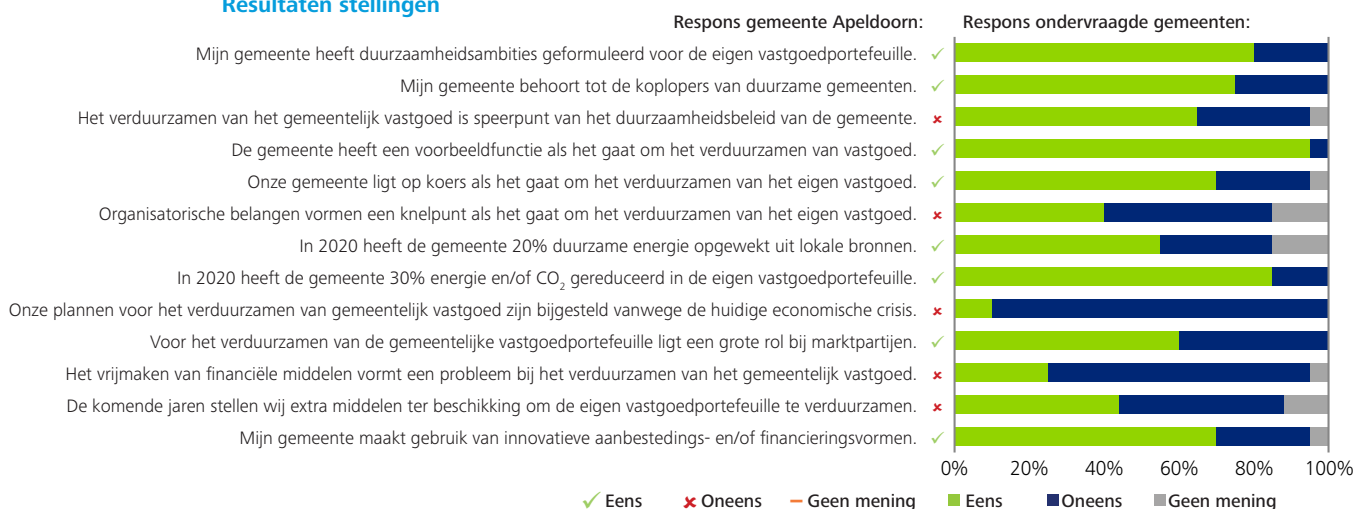 Resultaten stellingen
Respons gemeente Apeldoorn: Respons ondervraagde gemeenten:
Mijn gemeente heeft duurzaamheidsambities geformuleerd voor de eigen vastgoedportefeuille. ✓
Mijn gemeente behoort tot de koplopers van duurzame gemeenten. ✓
Het verduurzamen van het gemeentelijk vastgoed is speerpunt van het duurzaamheidsbeleid van de gemeente. ×
De gemeente heeft een voorbeeldfunctie als het gaat om het verduurzamen van vastgoed. ✓
Onze gemeente ligt op koers als het gaat om het verduurzamen van het eigen vastgoed. ✓
Organisatorische belangen vormen een knelpunt als het gaat om het verduurzamen van het eigen vastgoed. ×
In 2020 heeft de gemeente 20% duurzame energie opgewekt uit lokale bronnen. ✓
In 2020 heeft de gemeente 30% energie en/of CO₂ gereduceerd in de eigen vastgoedportefeuille. ✓
Onze plannen voor het verduurzamen van gemeentelijk vastgoed zijn bijgesteld vanwege de huidige economische crisis. ×
Voor het verduurzamen van de gemeentelijke vastgoedportefeuille ligt een grote rol bij marktpartijen. ✓
Het vrijmaken van financiële middelen vormt een probleem bij het verduurzamen van het gemeentelijk vastgoed. ×
De komende jaren stellen wij extra middelen ter beschikking om de eigen vastgoedportefeuille te verduurzamen. ×
Mijn gemeente maakt gebruik van innovatieve aanbestedings- en/of financieringsvormen. ✓
0% 20% 40% 60% 80% 100%
✓ Eens × Oneens – Geen mening Eens Oneens Geen mening